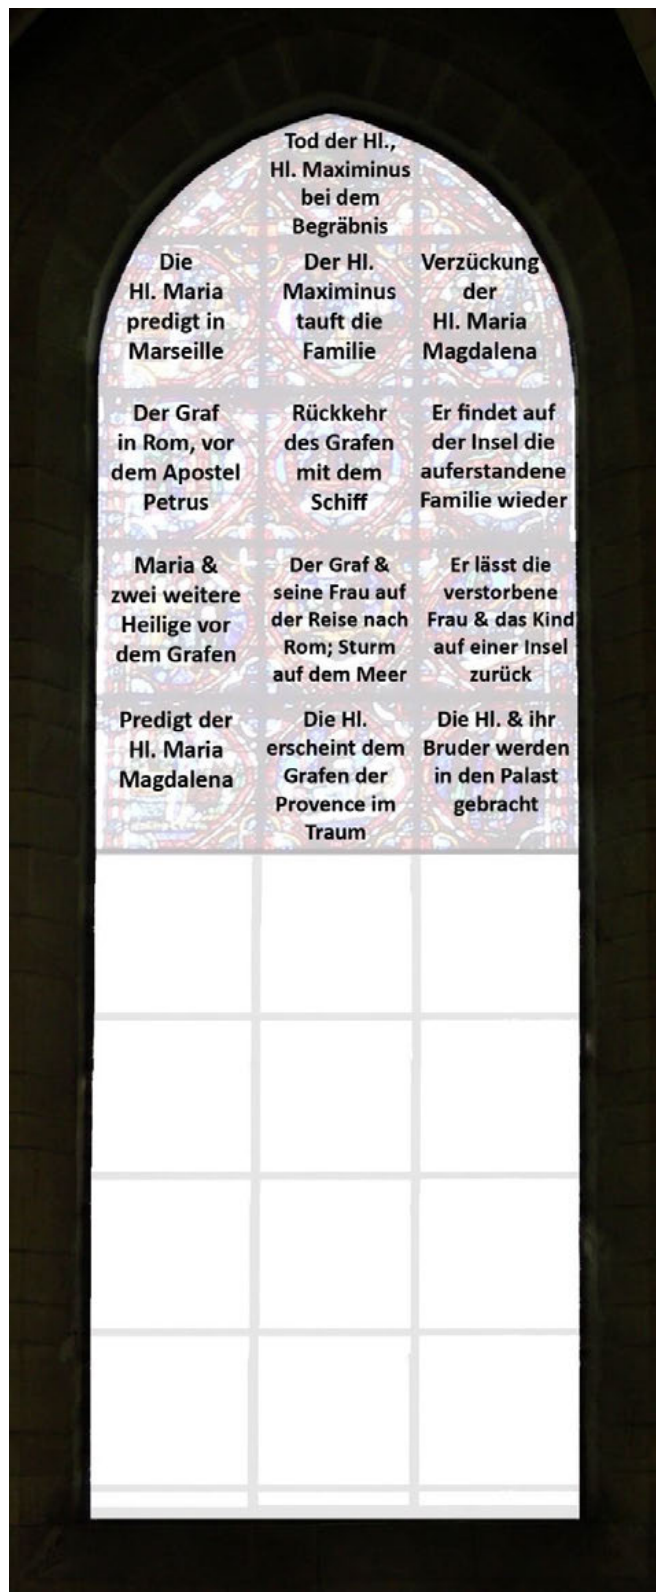 Tod der Hl.,
Hl. Maximinus
bei dem
Begräbnis
Die
Hl. Maria
predigt in
Marseille
Der Hl.
Maximinus
tauft die
Familie
Verzückung
der
Hl. Maria
Magdalena
Der Graf
in Rom, vor
dem Apostel
Petrus
Rückkehr
des Grafen
mit dem
Schiff
Er findet auf
der Insel die
auferstandene
Familie wieder
Maria &
zwei weitere
Heilige vor
dem Grafen
Der Graf &
seine Frau auf
der Reise nach
Rom; Sturm
auf dem Meer
Er lässt die
verstorbene
Frau & das Kind
auf einer Insel
zurück
Predigt der
Hl. Maria
Magdalena
Die Hl.
erscheint dem
Grafen der
Provence im
Traum
Die Hl. & ihr
Bruder werden
in den Palast
gebracht